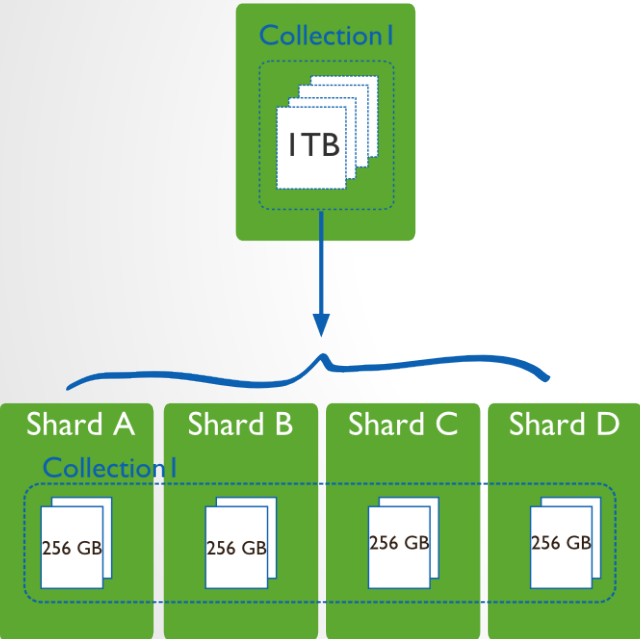 Collection1
1TB
Shard A
Shard B
Shard C
Shard D
Collection1
256 GB
256 GB
256 GB
256 GB